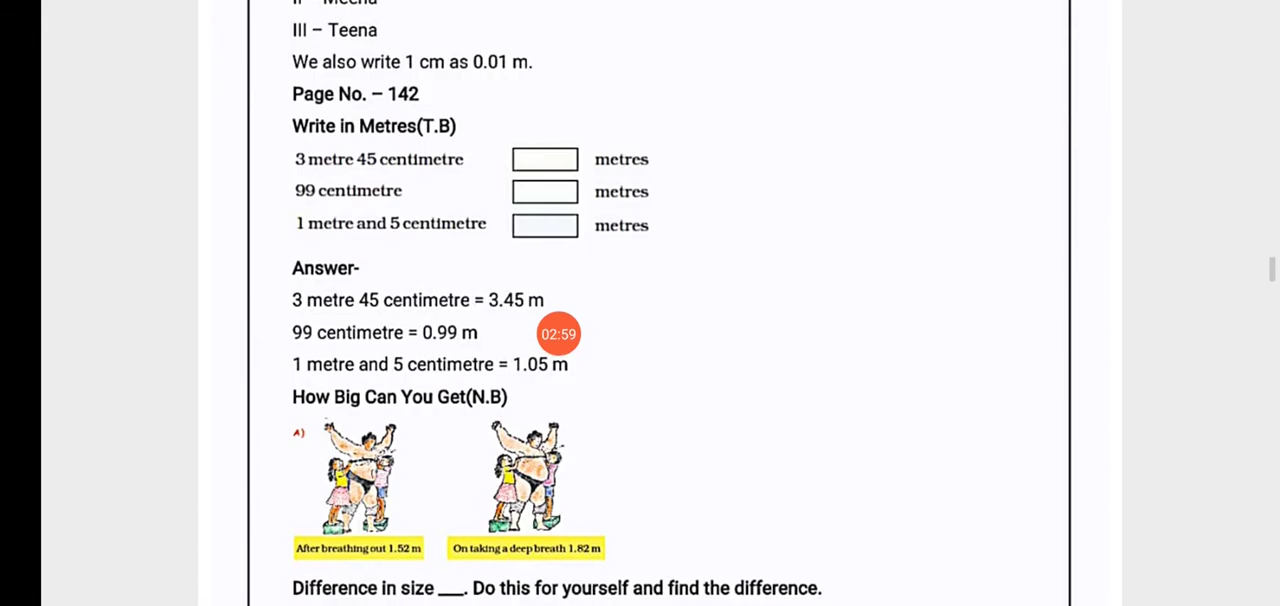 III – Teena
We also write 1 cm as 0.01 m.
Page No. – 142
Write in Metres(T.B)
3 metre 45 centimetre metres
99 centimetre metres
1 metre and 5 centimetre metres
Answer-
3 metre 45 centimetre = 3.45 m
99 centimetre = 0.99 m
02:59
1 metre and 5 centimetre = 1.05 m
How Big Can You Get(N.B)
A)
After breathing out 1.52 m
On taking a deep breath 1.82 m
Difference in size ___. Do this for yourself and find the difference.